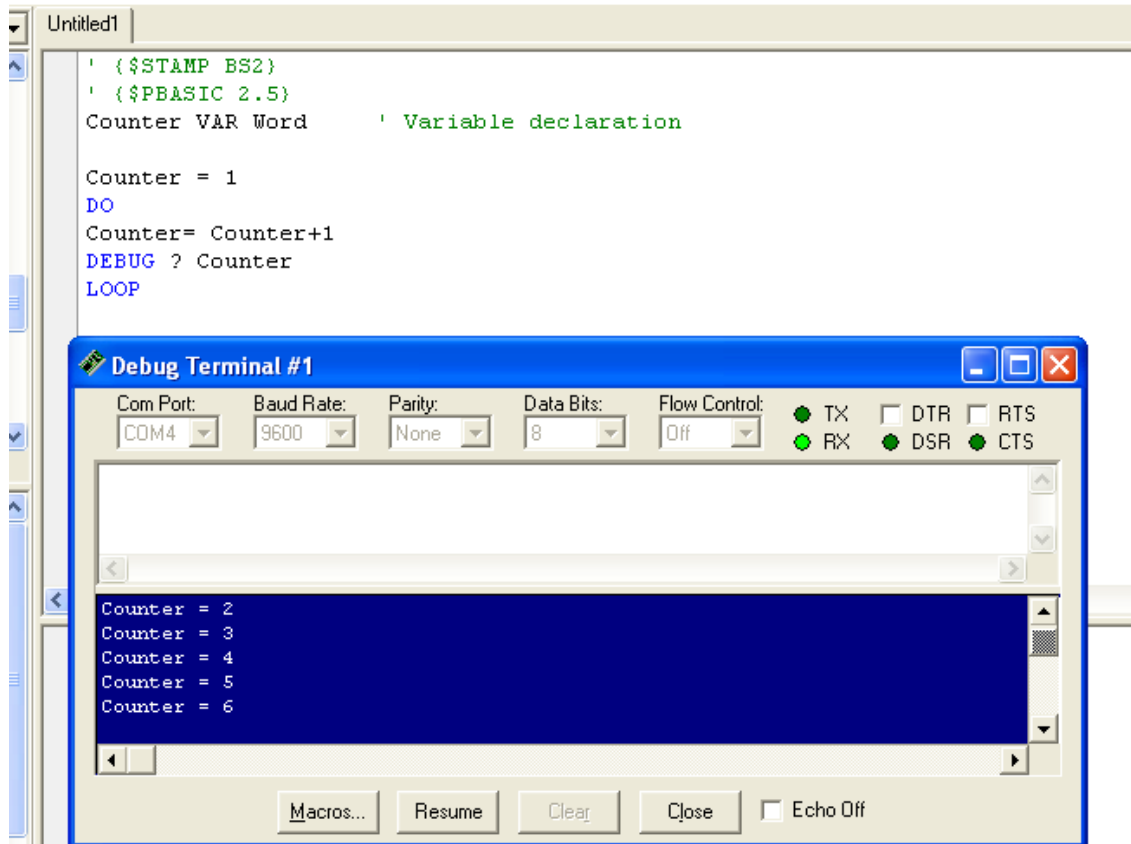 Untitled1
' {$STAMP BS2}
' {$PBASIC 2.5}
Counter VAR Word ' Variable declaration
Counter = 1
DO
Counter= Counter+1
DEBUG ? Counter
LOOP
Debug Terminal #1
Com Port: Baud Rate: Parity: Data Bits: Flow Control:
COM4 9600 None 8 Off
TX DTR RTS
RX DSR CTS
Counter = 2
Counter = 3
Counter = 4
Counter = 5
Counter = 6
Macros... Resume Clear Close Echo Off